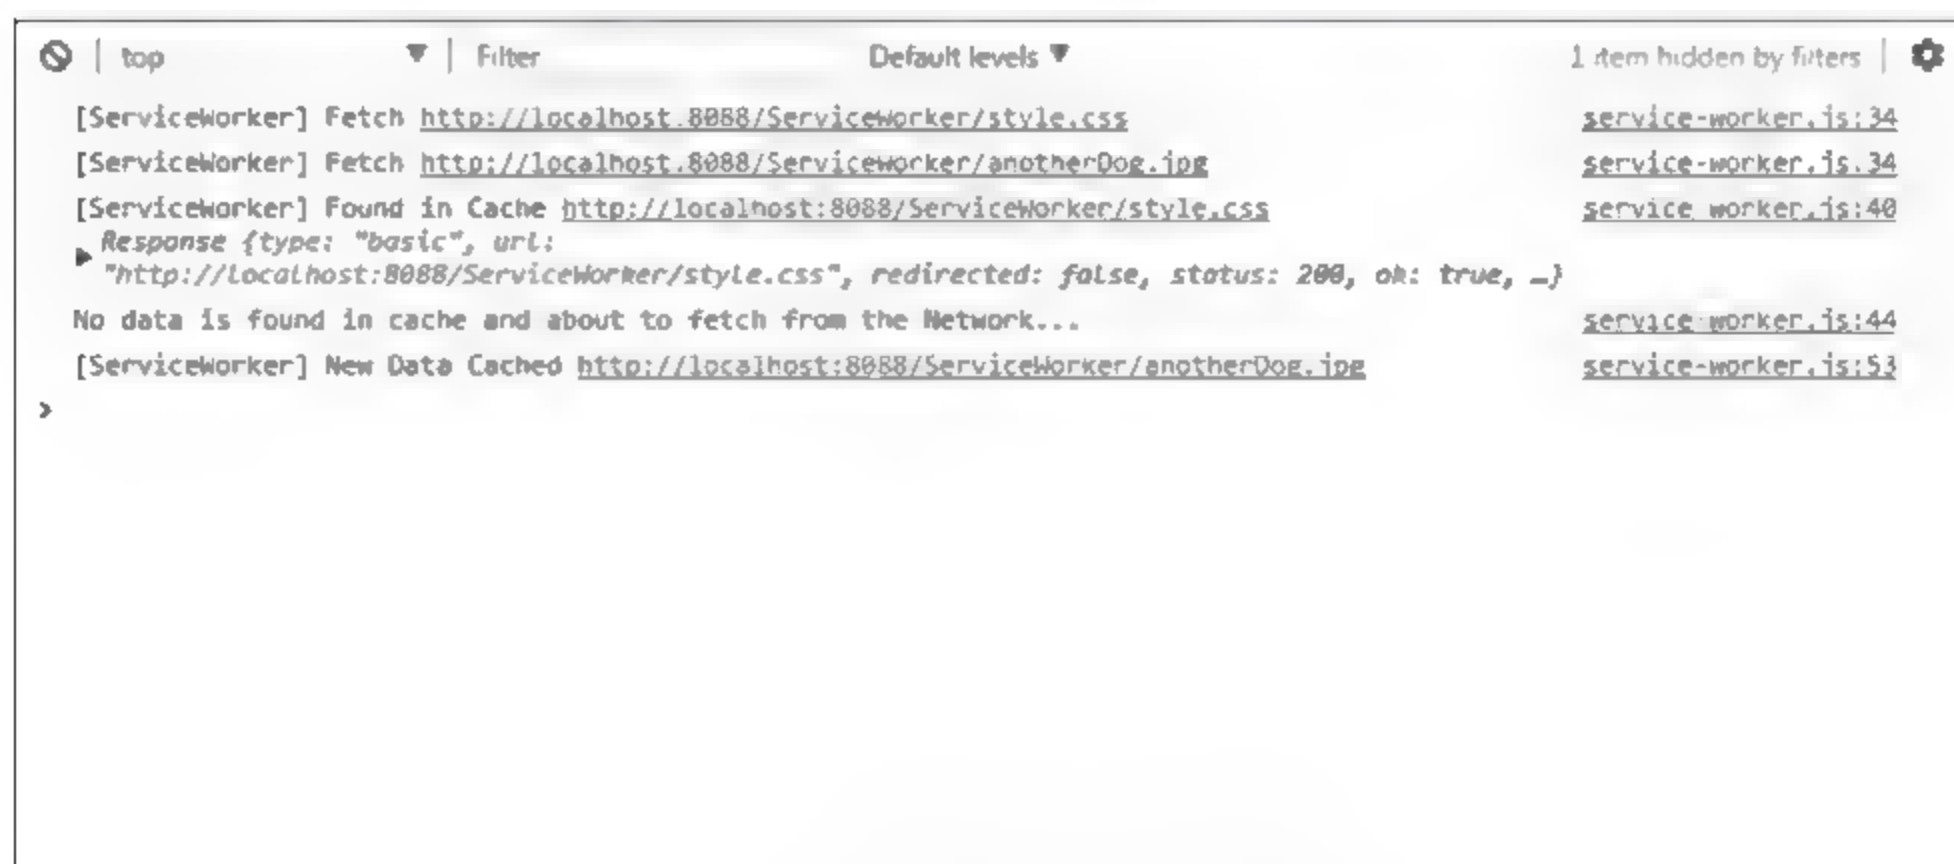 top Filter Default levels 1 item hidden by filters
[ServiceWorker] Fetch http://localhost:8088/ServiceWorker/style.css service-worker.js:34
[ServiceWorker] Fetch http://localhost:8088/ServiceWorker/anotherDog.jpg service-worker.js:34
[ServiceWorker] Found in Cache http://localhost:8088/ServiceWorker/style.css service-worker.js:40
Response {type: "basic", url:
"http://localhost:8088/ServiceWorker/style.css", redirected: false, status: 200, ok: true, …}
No data is found in cache and about to fetch from the Network... service-worker.js:44
[ServiceWorker] New Data Cached http://localhost:8088/ServiceWorker/anotherDog.jpg service-worker.js:53